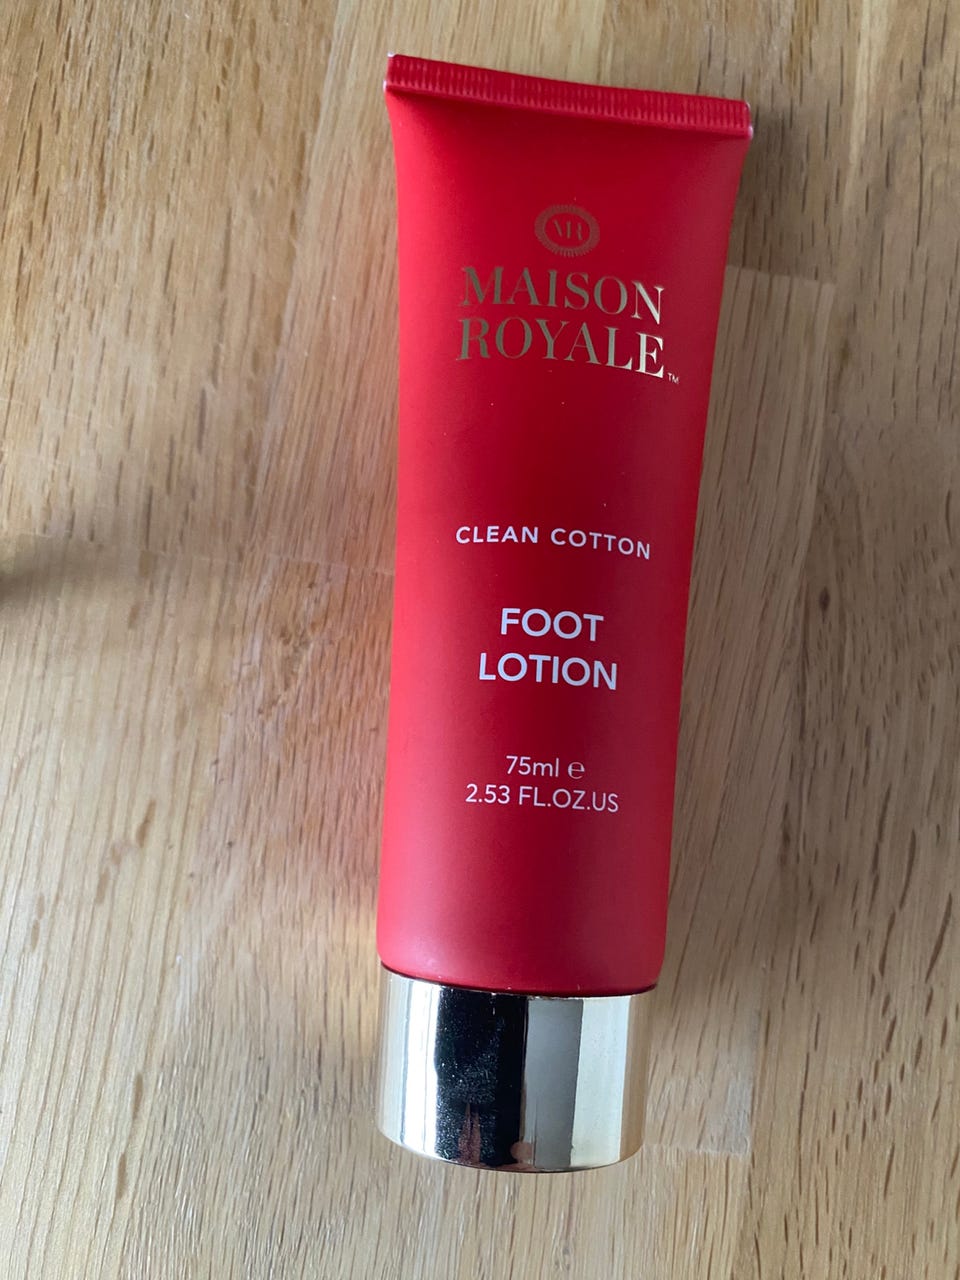 MR
MAISON
ROYALE™
CLEAN COTTON
FOOT
LOTION
75ml ℮
2.53 FL.OZ.US